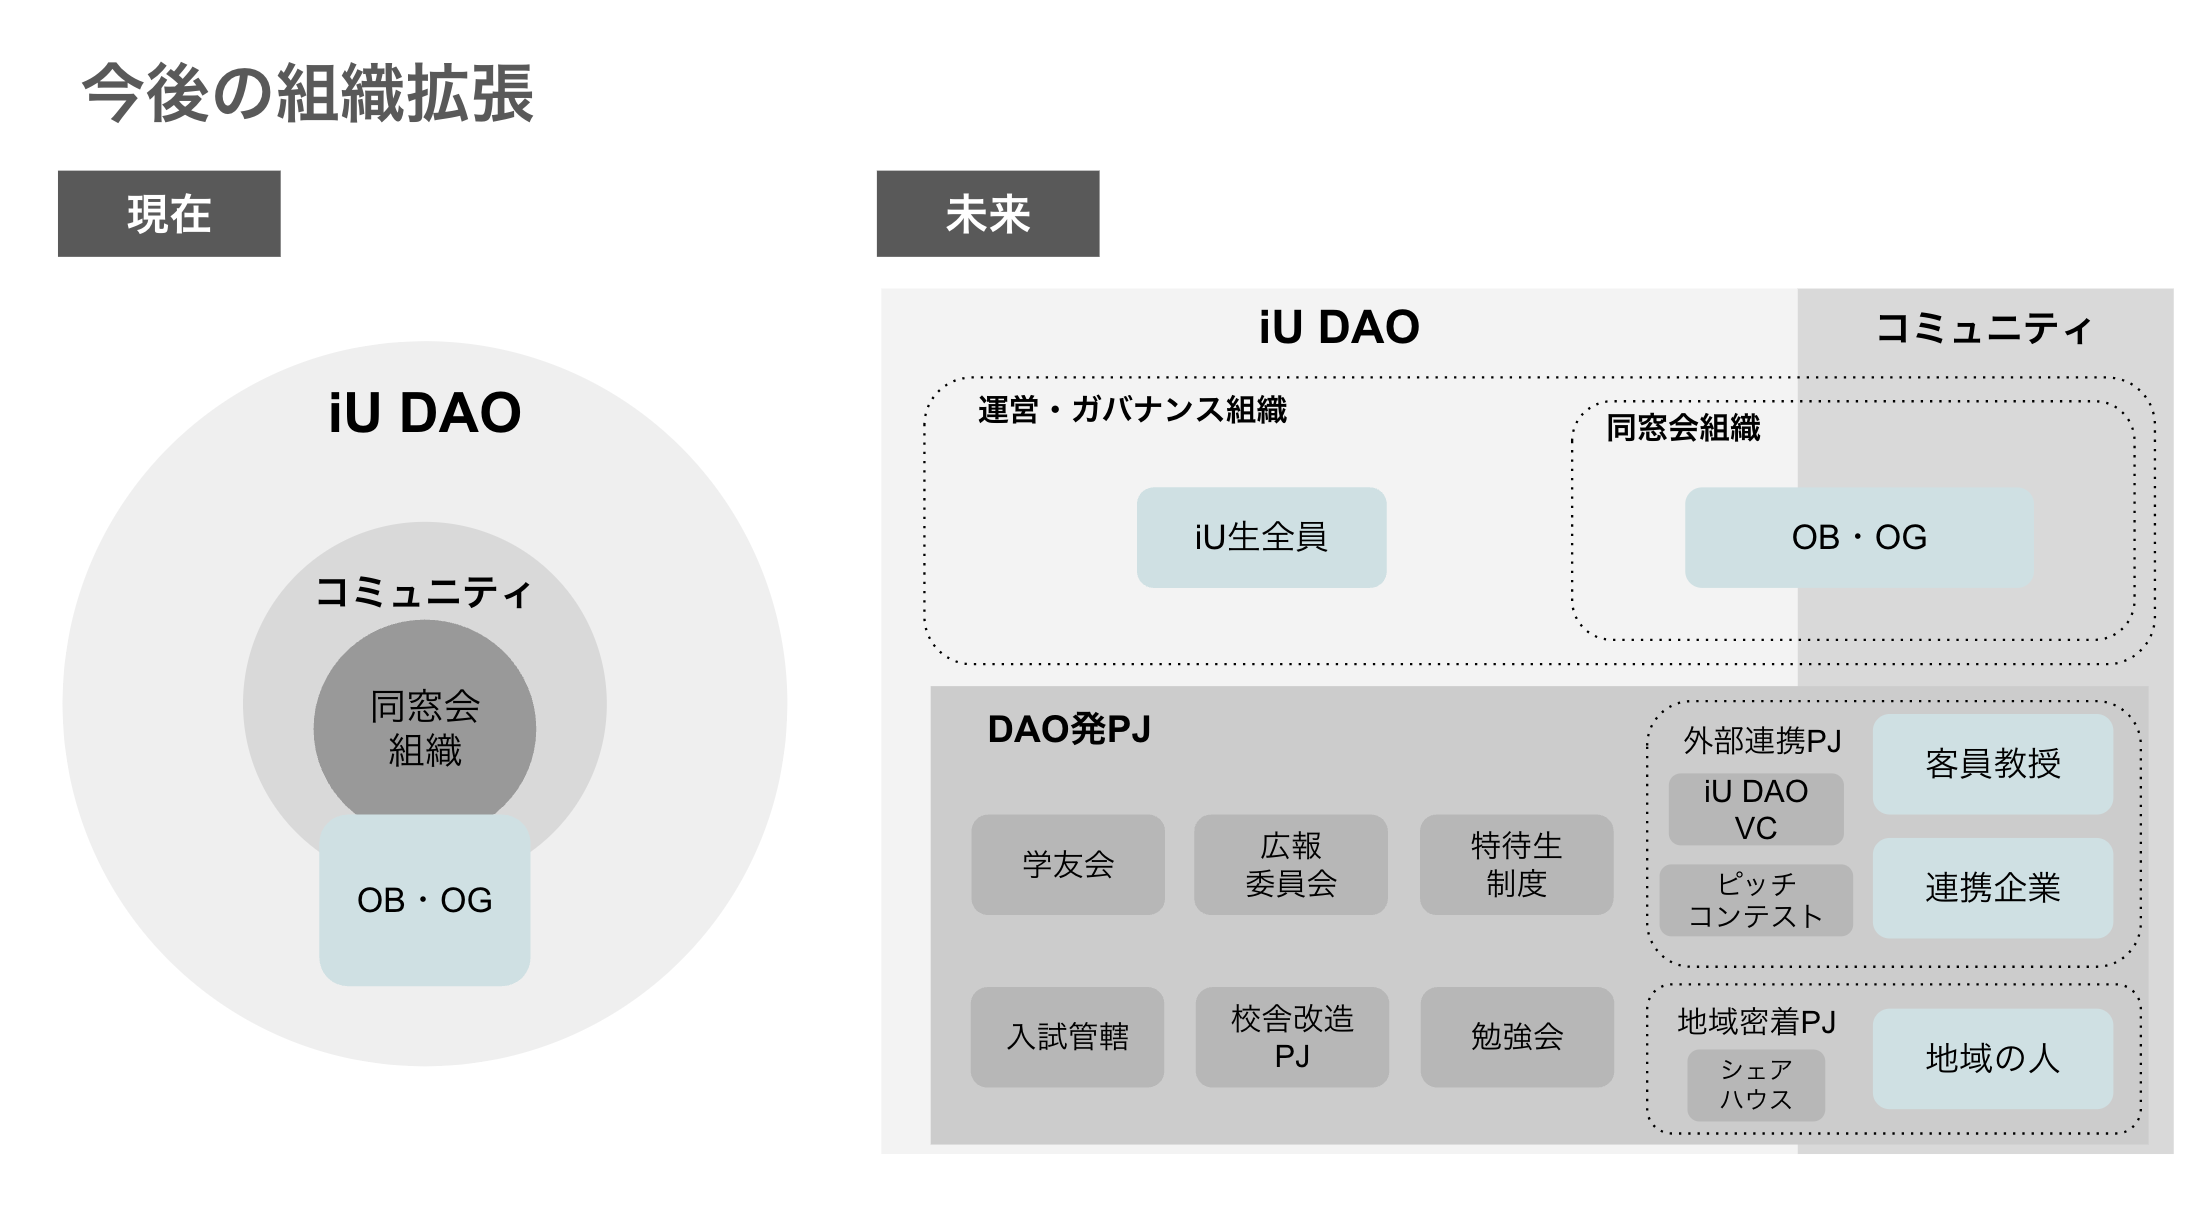 今後の組織拡張
現在
iU DAO
コミュニティ
同窓会
組織
OB・OG
未来
iU DAO
コミュニティ
運営・ガバナンス組織
同窓会組織
iU生全員
OB・OG
DAO発PJ
学友会
広報
委員会
特待生
制度
入試管轄
校舎改造
PJ
勉強会
外部連携PJ
iU DAO
VC
ピッチ
コンテスト
客員教授
連携企業
地域密着PJ
シェア
ハウス
地域の人